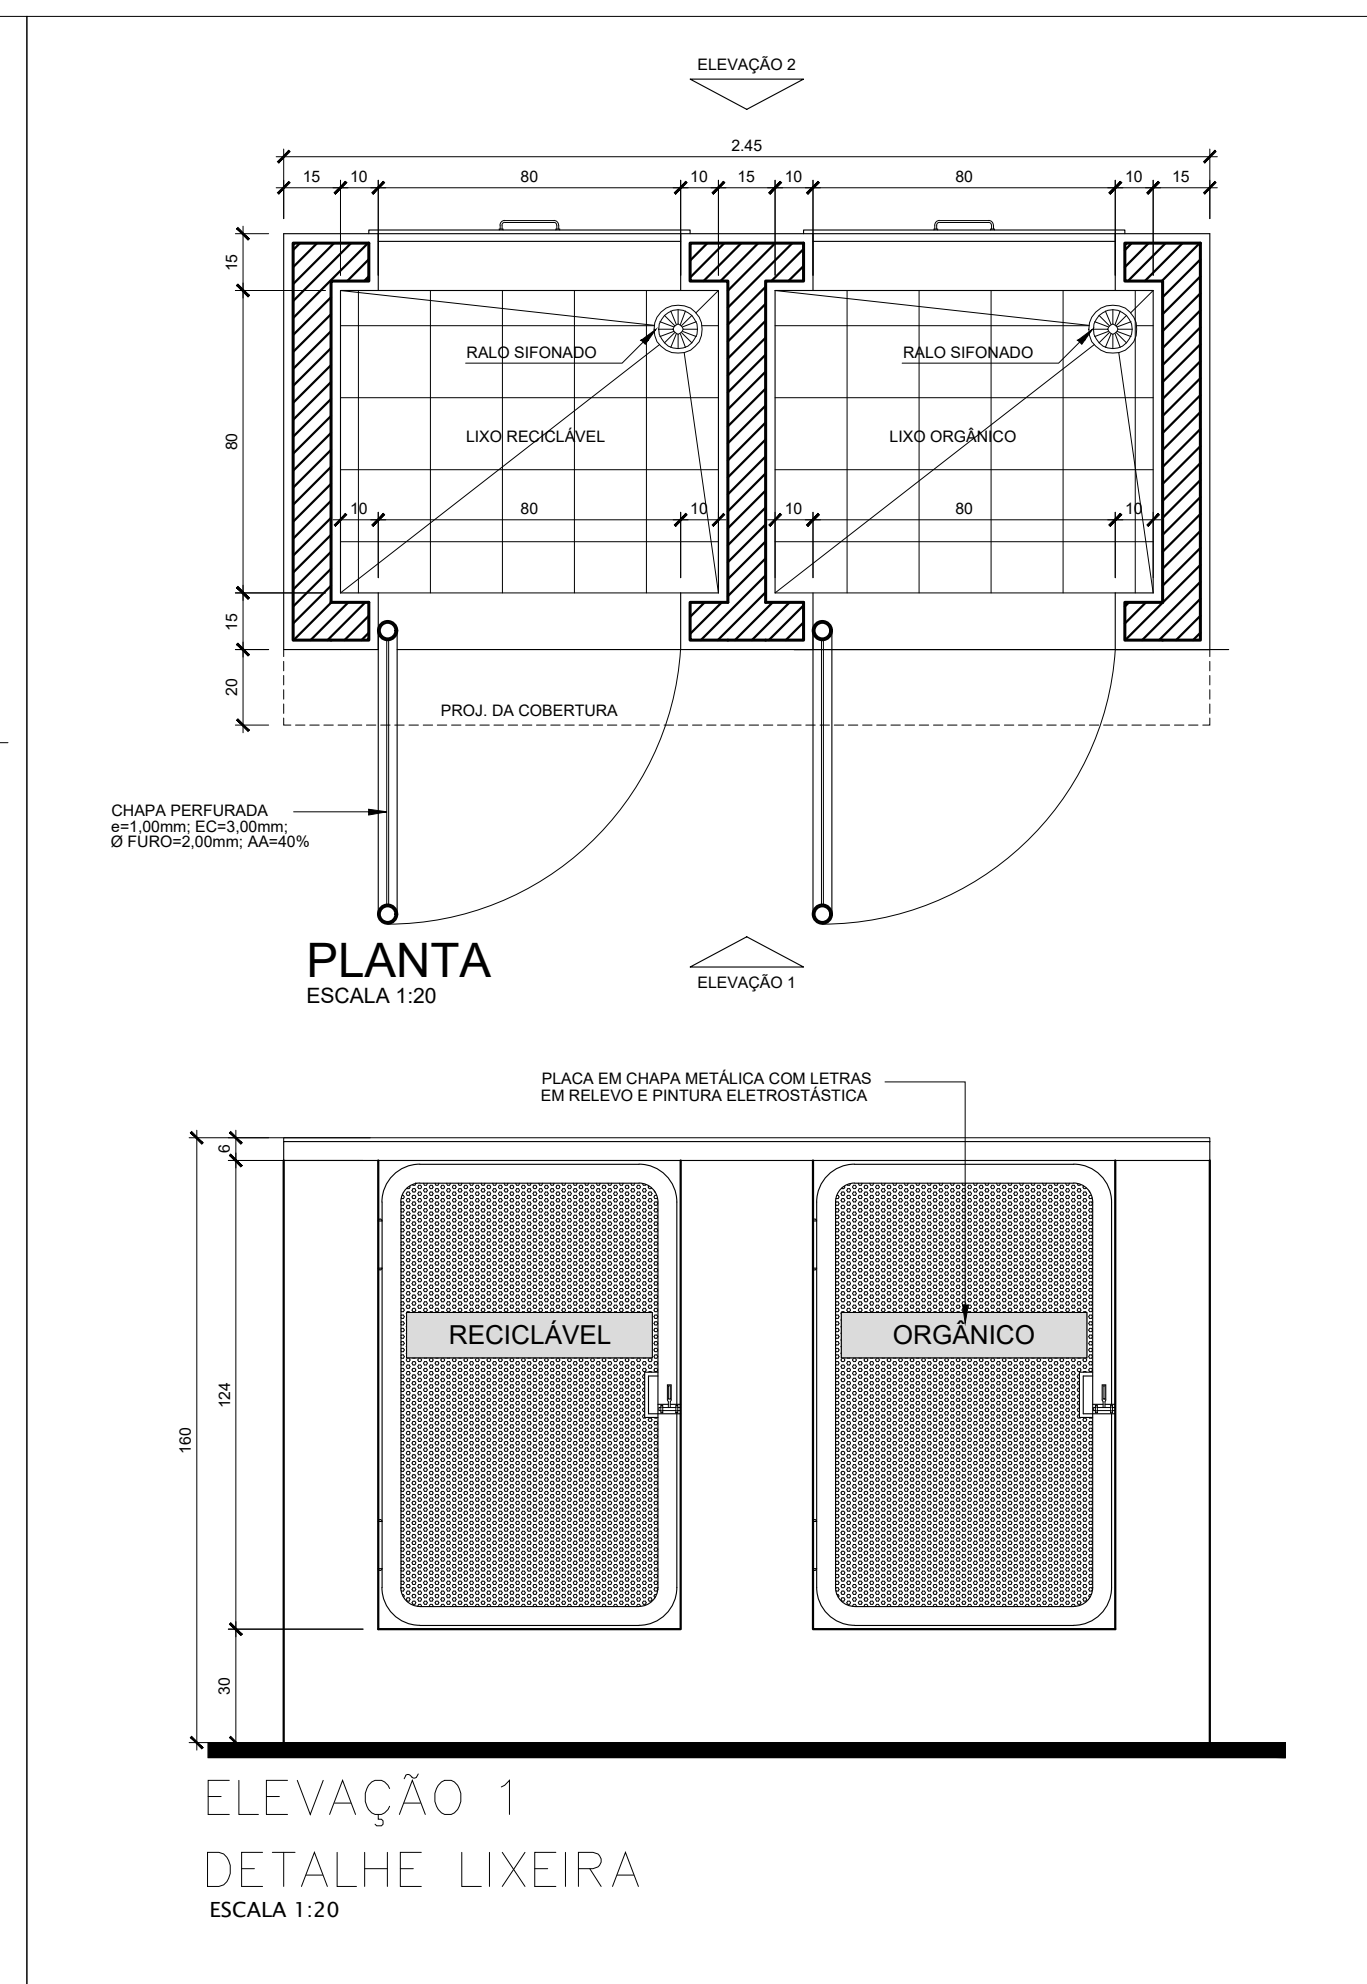 ELEVAÇÃO 2
2.45
15 10 80 10 15 10 80 10 15
15
RALO SIFONADO RALO SIFONADO
80
LIXO RECICLÁVEL LIXO ORGÂNICO
10 80 10 10 80 10
15
20
PROJ. DA COBERTURA
CHAPA PERFURADA
e=1,00mm; EC=3,00mm;
Ø FURO=2,00mm; AA=40%
PLANTA
ESCALA 1:20
ELEVAÇÃO 1
PLACA EM CHAPA METÁLICA COM LETRAS
EM RELEVO E PINTURA ELETROSTÁSTICA
6
RECICLÁVEL ORGÂNICO
124
160
30
ELEVAÇÃO 1
DETALHE LIXEIRA
ESCALA 1:20